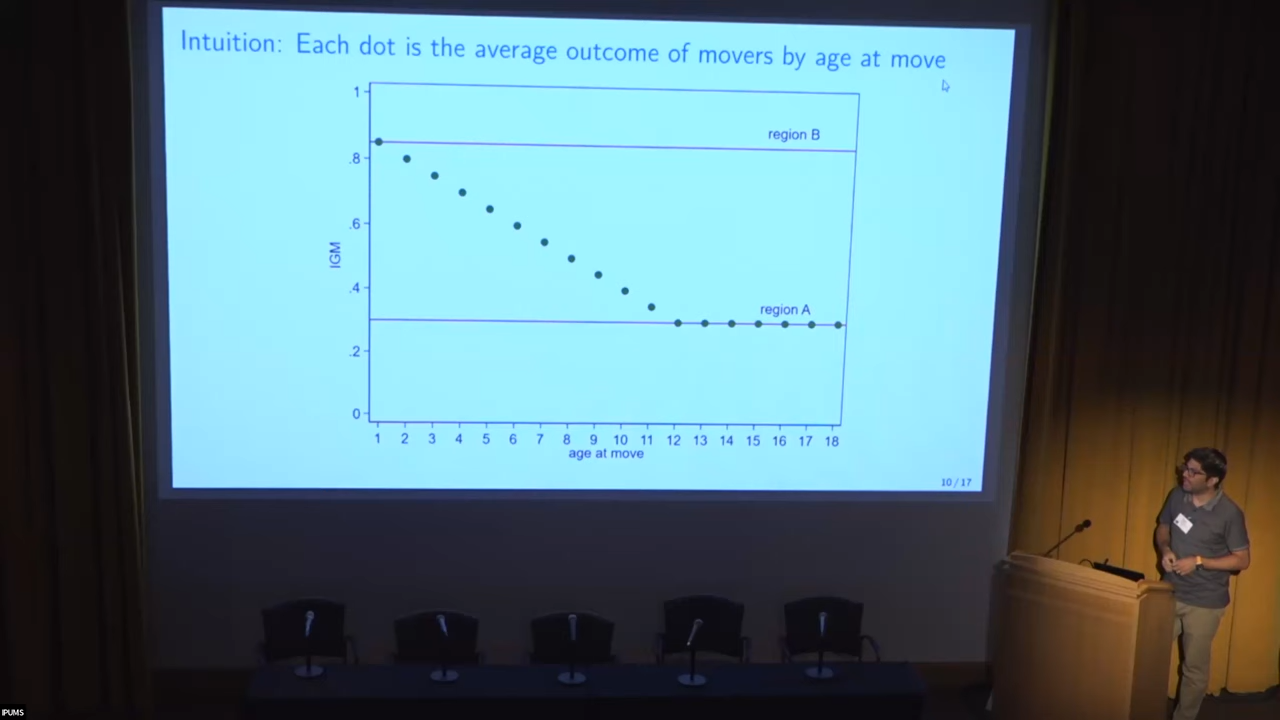 Intuition: Each dot is the average outcome of movers by age at move
1
region B
.8
.6
IGM
.4
region A
.2
0
1 2 3 4 5 6 7 8 9 10 11 12 13 14 15 16 17 18
age at move
10 / 17
IPUMS